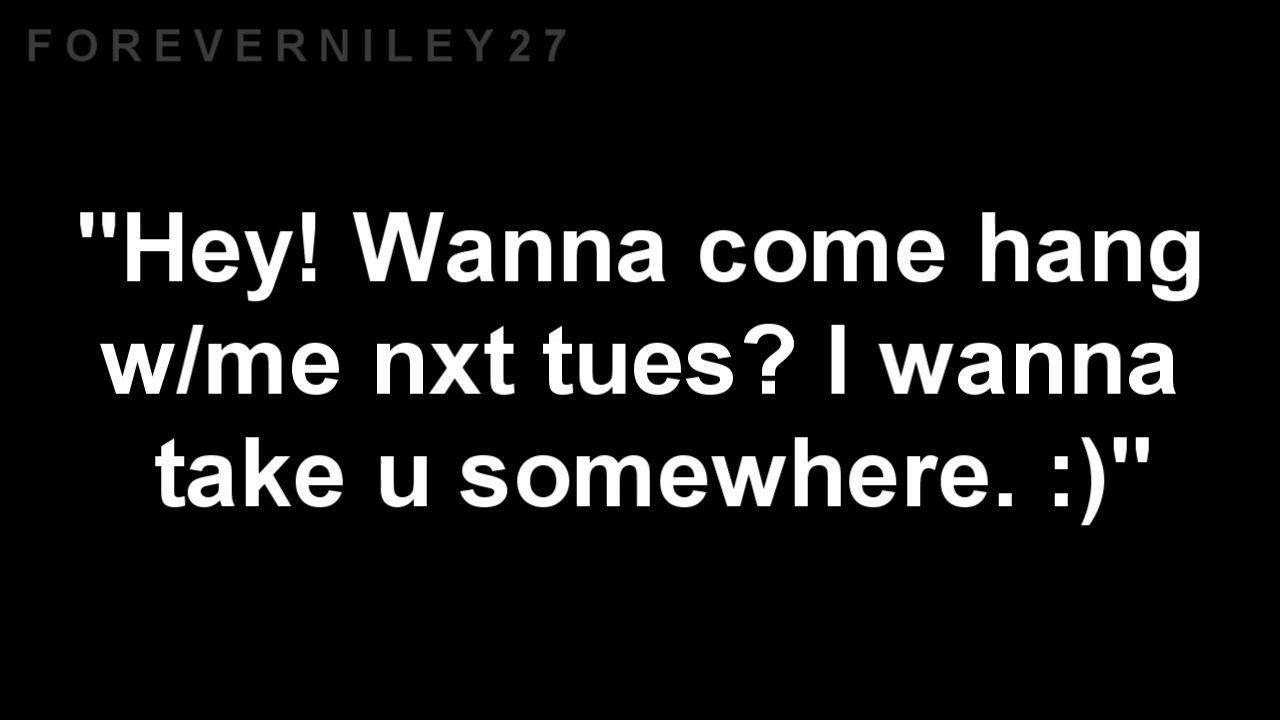 FOREVERNILEY27
"Hey! Wanna come hang
w/me nxt tues? I wanna
take u somewhere. :)"